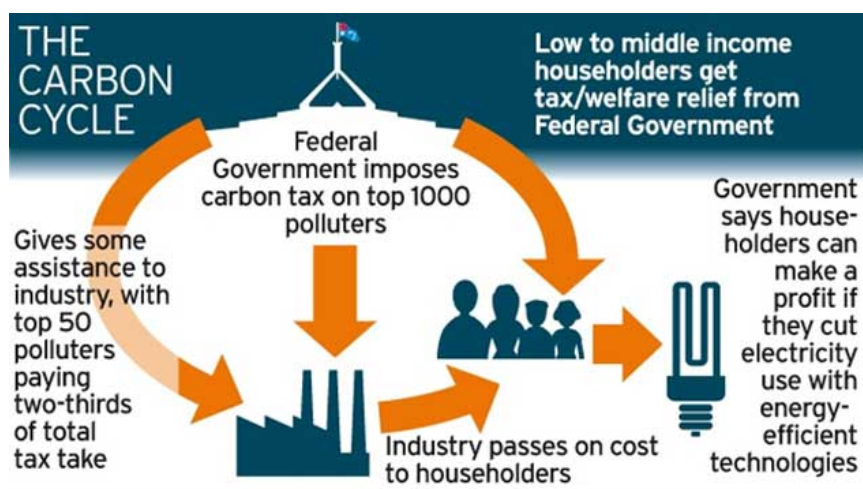 THE
CARBON
CYCLE
Low to middle income
householders get
tax/welfare relief from
Federal Government
Federal
Government imposes
carbon tax on top 1000
polluters
Gives some
assistance to
industry, with
top 50
polluters
paying
two-thirds
of total
tax take
Industry passes on cost
to householders
Government
says house-
holders can
make a
profit if
they cut
electricity
use with
energy-
efficient
technologies